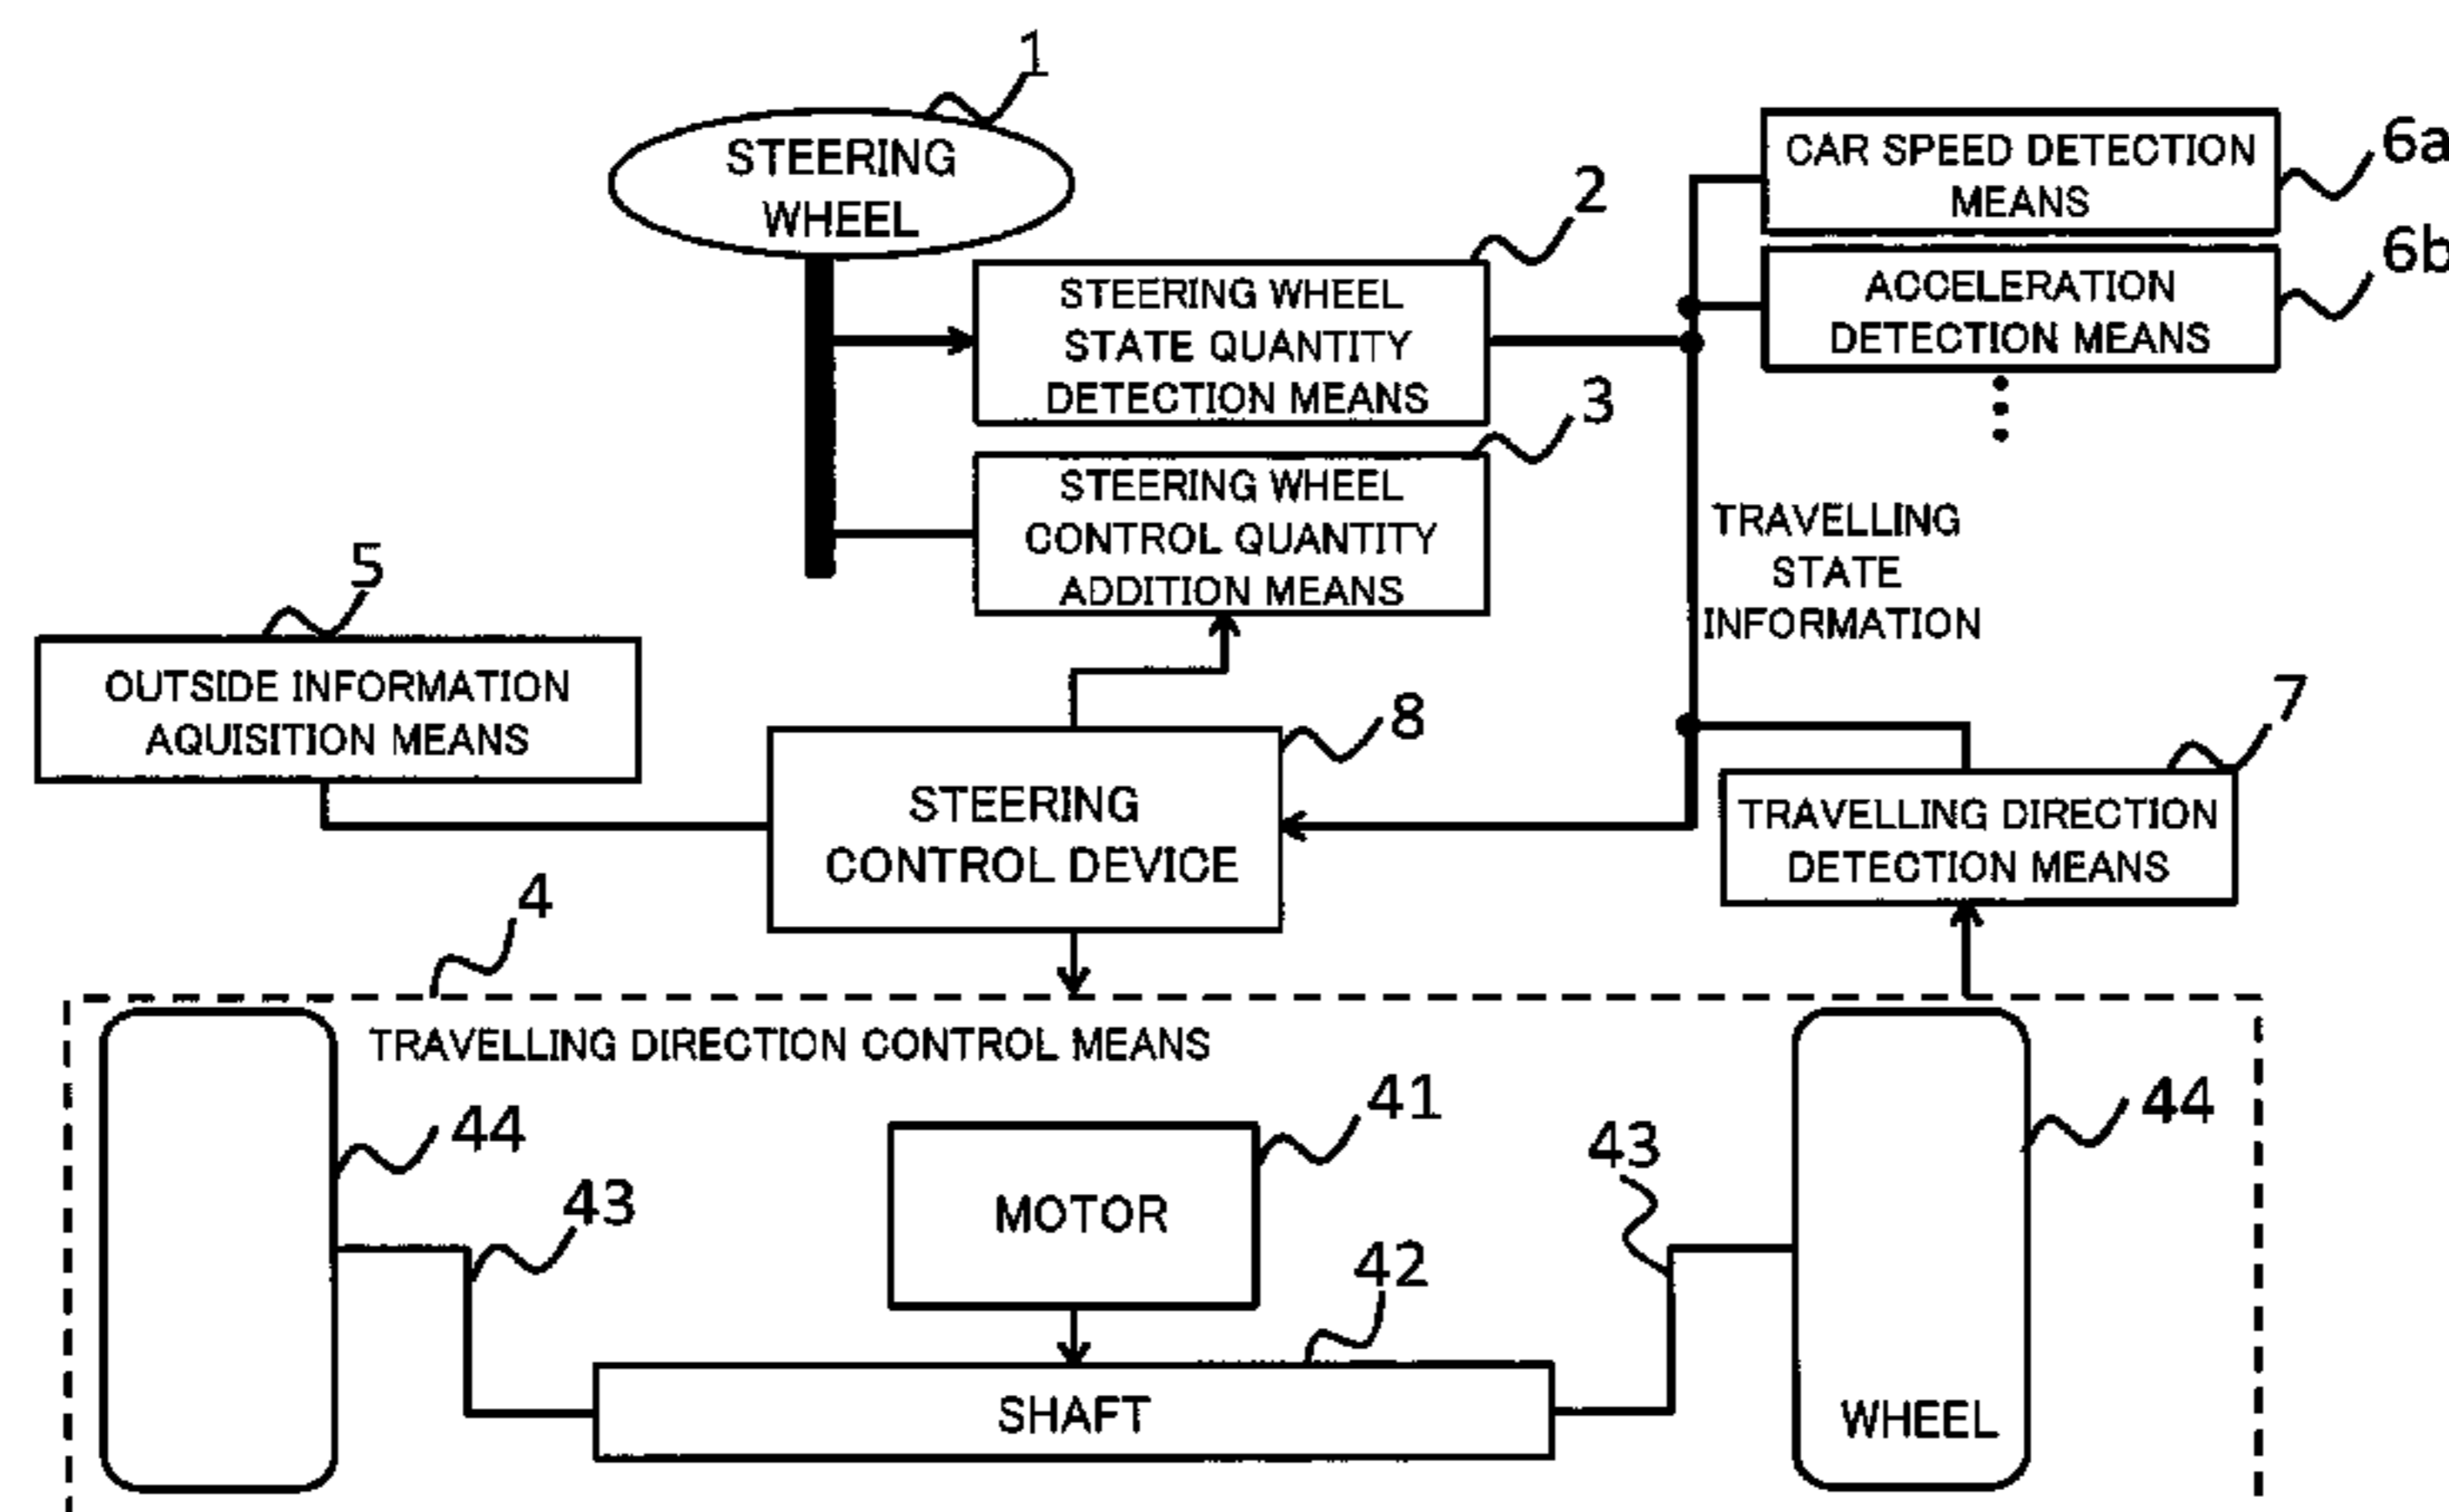 1
STEERING
WHEEL
CAR SPEED DETECTION
MEANS
6a
2
STEERING WHEEL
STATE QUANTITY
DETECTION MEANS
ACCELERATION
DETECTION MEANS
6b
3
STEERING WHEEL
CONTROL QUANTITY
ADDITION MEANS
TRAVELLING
STATE
INFORMATION
5
OUTSIDE INFORMATION
AQUISITION MEANS
8
STEERING
CONTROL DEVICE
7
TRAVELLING DIRECTION
DETECTION MEANS
4
TRAVELLING DIRECTION CONTROL MEANS
44
43
41
MOTOR
42
SHAFT
43
44
WHEEL